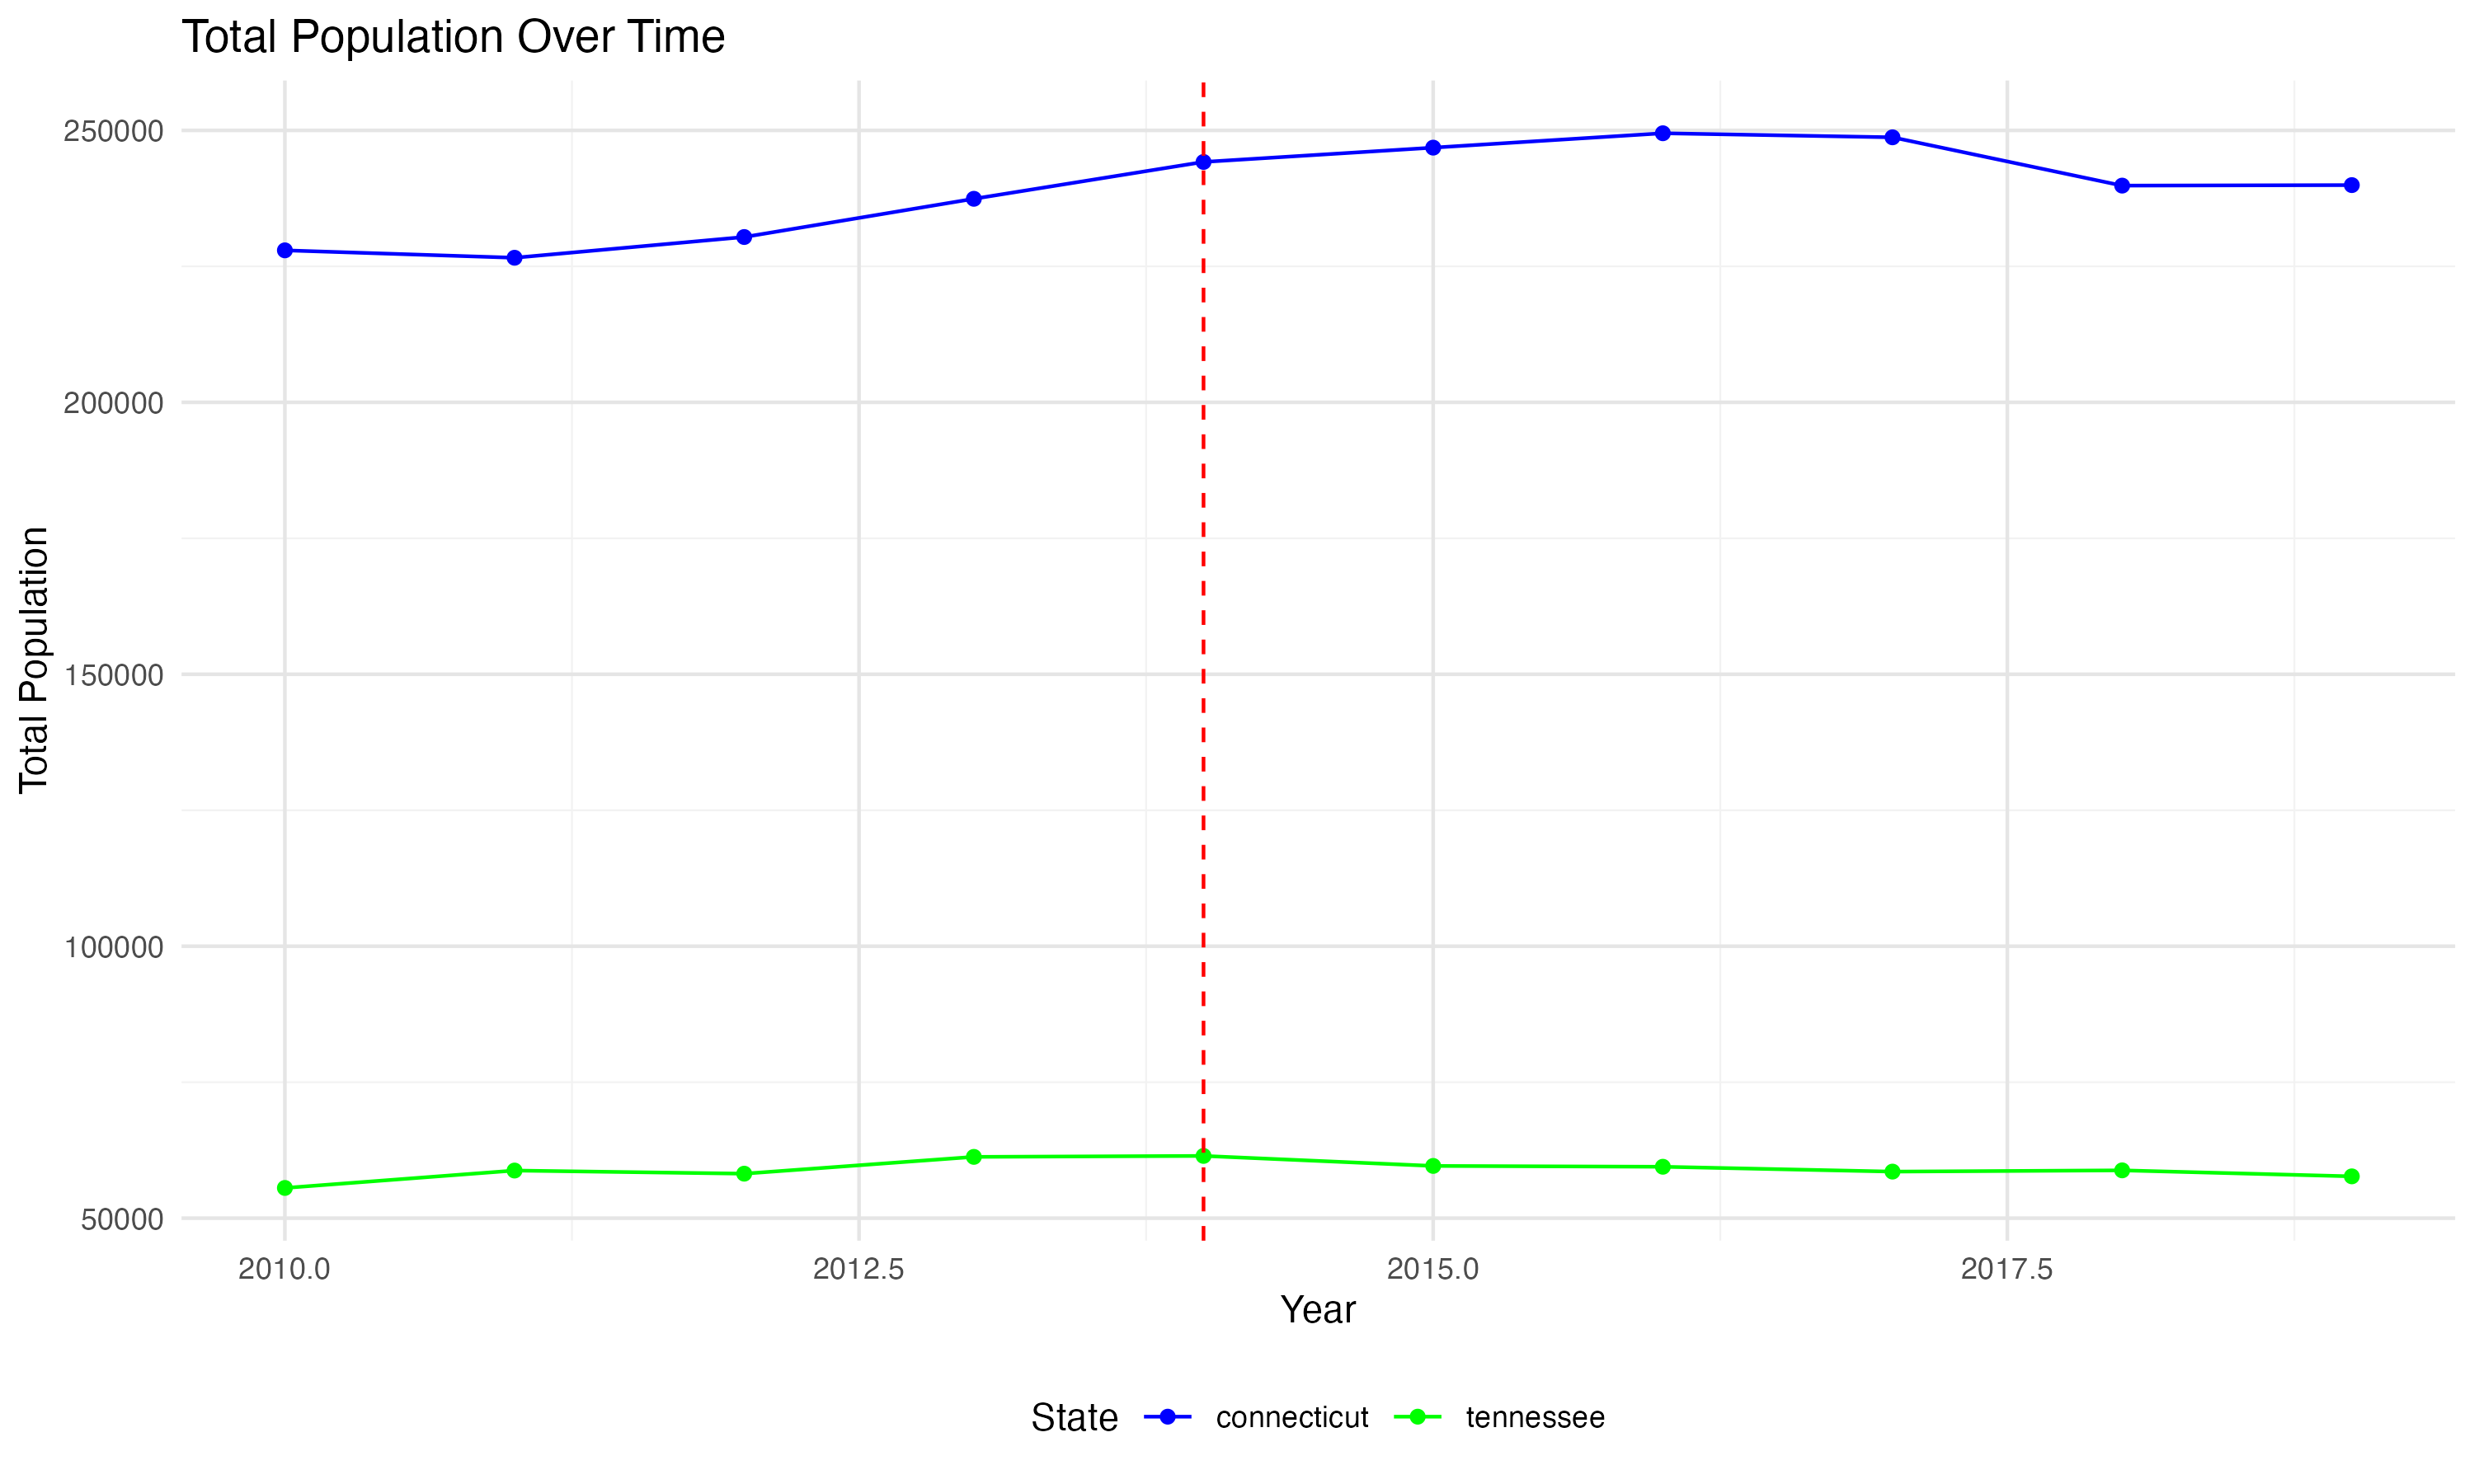 Total Population Over Time
250000
200000
150000
100000
50000
Total Population
2010.0 2012.5 2015.0 2017.5
Year
State connecticut tennessee